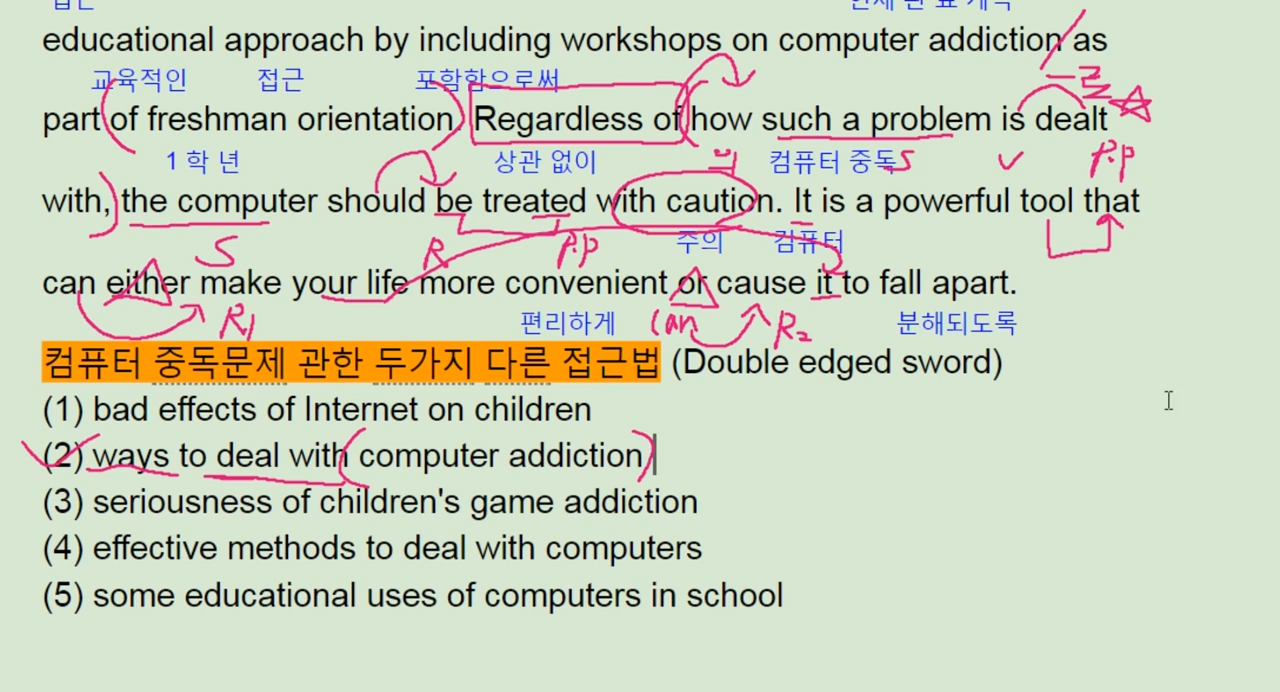 educational approach by including workshops on computer addiction as
교육적인 접근 포함함으로써
로
part of freshman orientation. Regardless of how such a problem is dealt
1학년 상관 없이 컴퓨터 중독 S V P.P
with, the computer should be treated with caution. It is a powerful tool that
S R P.P 주의 컴퓨터
can either make your life more convenient or cause it to fall apart.
R1 편리하게 can R2 분해되도록
컴퓨터 중독문제 관한 두가지 다른 접근법 (Double edged sword)
(1) bad effects of Internet on children
(2) ways to deal with computer addiction
(3) seriousness of children's game addiction
(4) effective methods to deal with computers
(5) some educational uses of computers in school